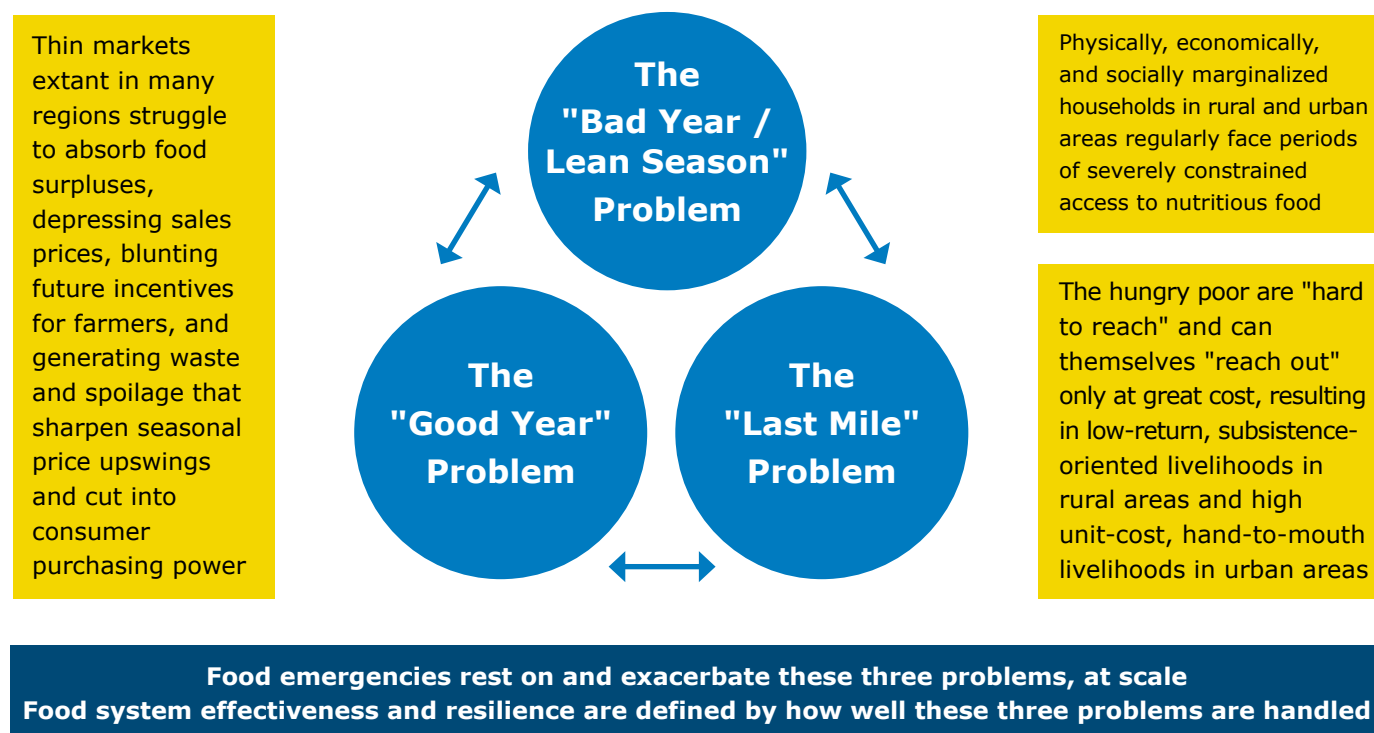 Thin markets
extant in many
regions struggle
to absorb food
surpluses,
depressing sales
prices, blunting
future incentives
for farmers, and
generating waste
and spoilage that
sharpen seasonal
price upswings
and cut into
consumer
purchasing power
The
"Bad Year /
Lean Season"
Problem
The
"Good Year"
Problem
The
"Last Mile"
Problem
Physically, economically,
and socially marginalized
households in rural and urban
areas regularly face periods
of severely constrained
access to nutritious food
The hungry poor are "hard
to reach" and can
themselves "reach out"
only at great cost, resulting
in low-return, subsistence-
oriented livelihoods in
rural areas and high
unit-cost, hand-to-mouth
livelihoods in urban areas
Food emergencies rest on and exacerbate these three problems, at scale
Food system effectiveness and resilience are defined by how well these three problems are handled